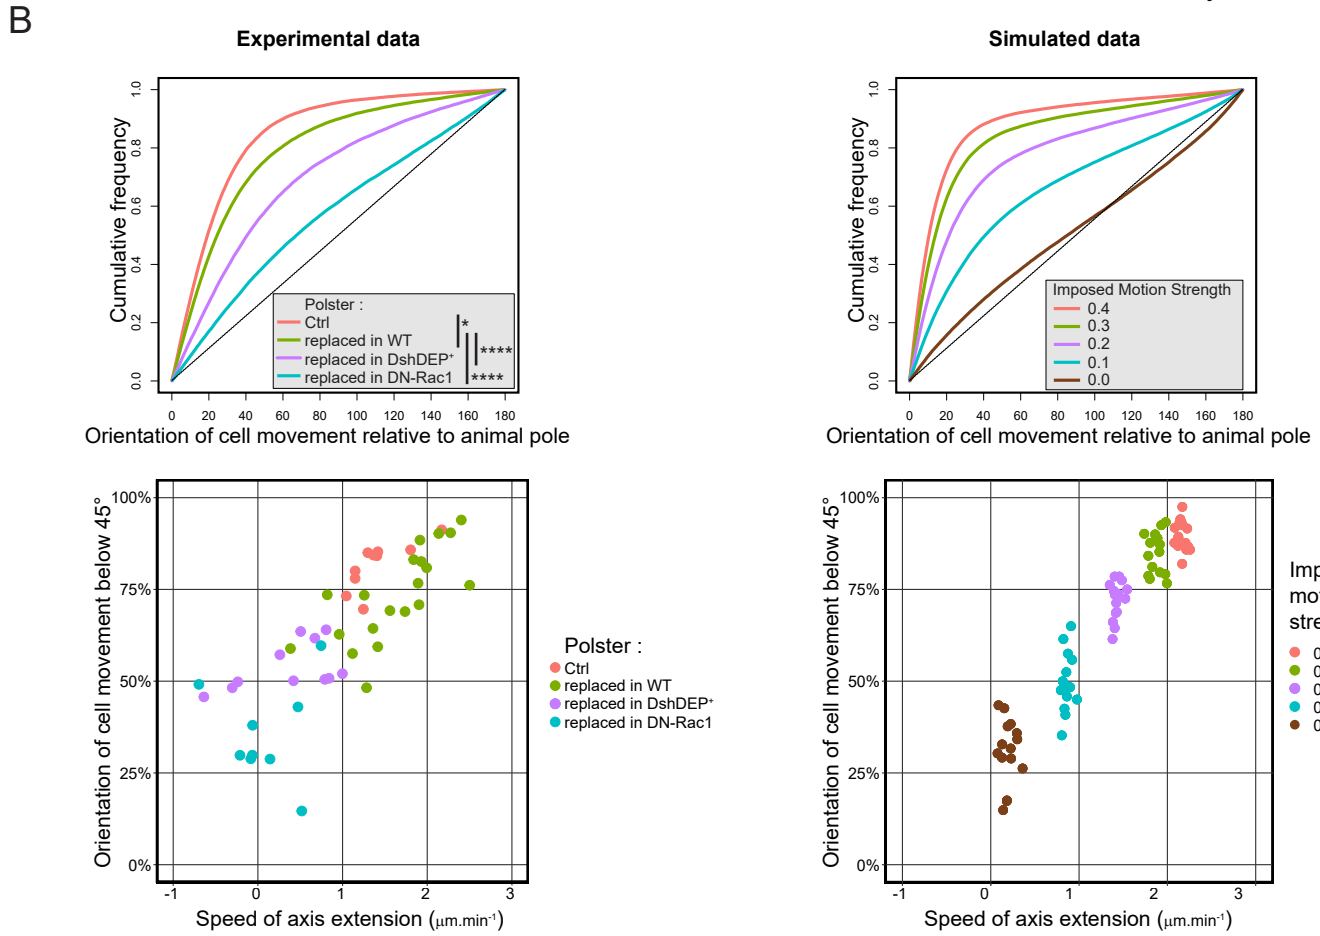 B
Experimental data
Cumulative frequency
1.0
0.8
0.6
0.4
0.2
0.0
Polster :
Ctrl
replaced in WT
replaced in DshDEP⁺
replaced in DN-Rac1
*
****
****
0 20 40 60 80 100 120 140 160 180
Orientation of cell movement relative to animal pole
Simulated data
Cumulative frequency
1.0
0.8
0.6
0.4
0.2
0.0
Imposed Motion Strength
0.4
0.3
0.2
0.1
0.0
0 20 40 60 80 100 120 140 160 180
Orientation of cell movement relative to animal pole
Orientation of cell movement below 45°
100%
75%
50%
25%
0%
-1 0 1 2 3
Speed of axis extension (μm.min⁻¹)
Polster :
Ctrl
replaced in WT
replaced in DshDEP⁺
replaced in DN-Rac1
Orientation of cell movement below 45°
100%
75%
50%
25%
0%
-1 0 1 2 3
Speed of axis extension (μm.min⁻¹)